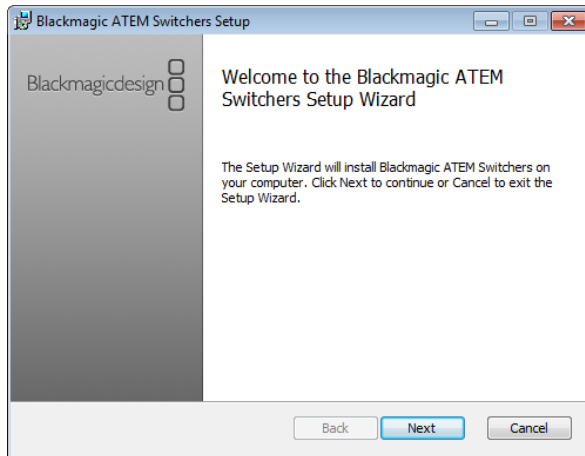 Blackmagic ATEM Switchers Setup
Blackmagicdesign
Welcome to the Blackmagic ATEM
Switchers Setup Wizard
The Setup Wizard will install Blackmagic ATEM Switchers on
your computer. Click Next to continue or Cancel to exit the
Setup Wizard.
Back Next Cancel